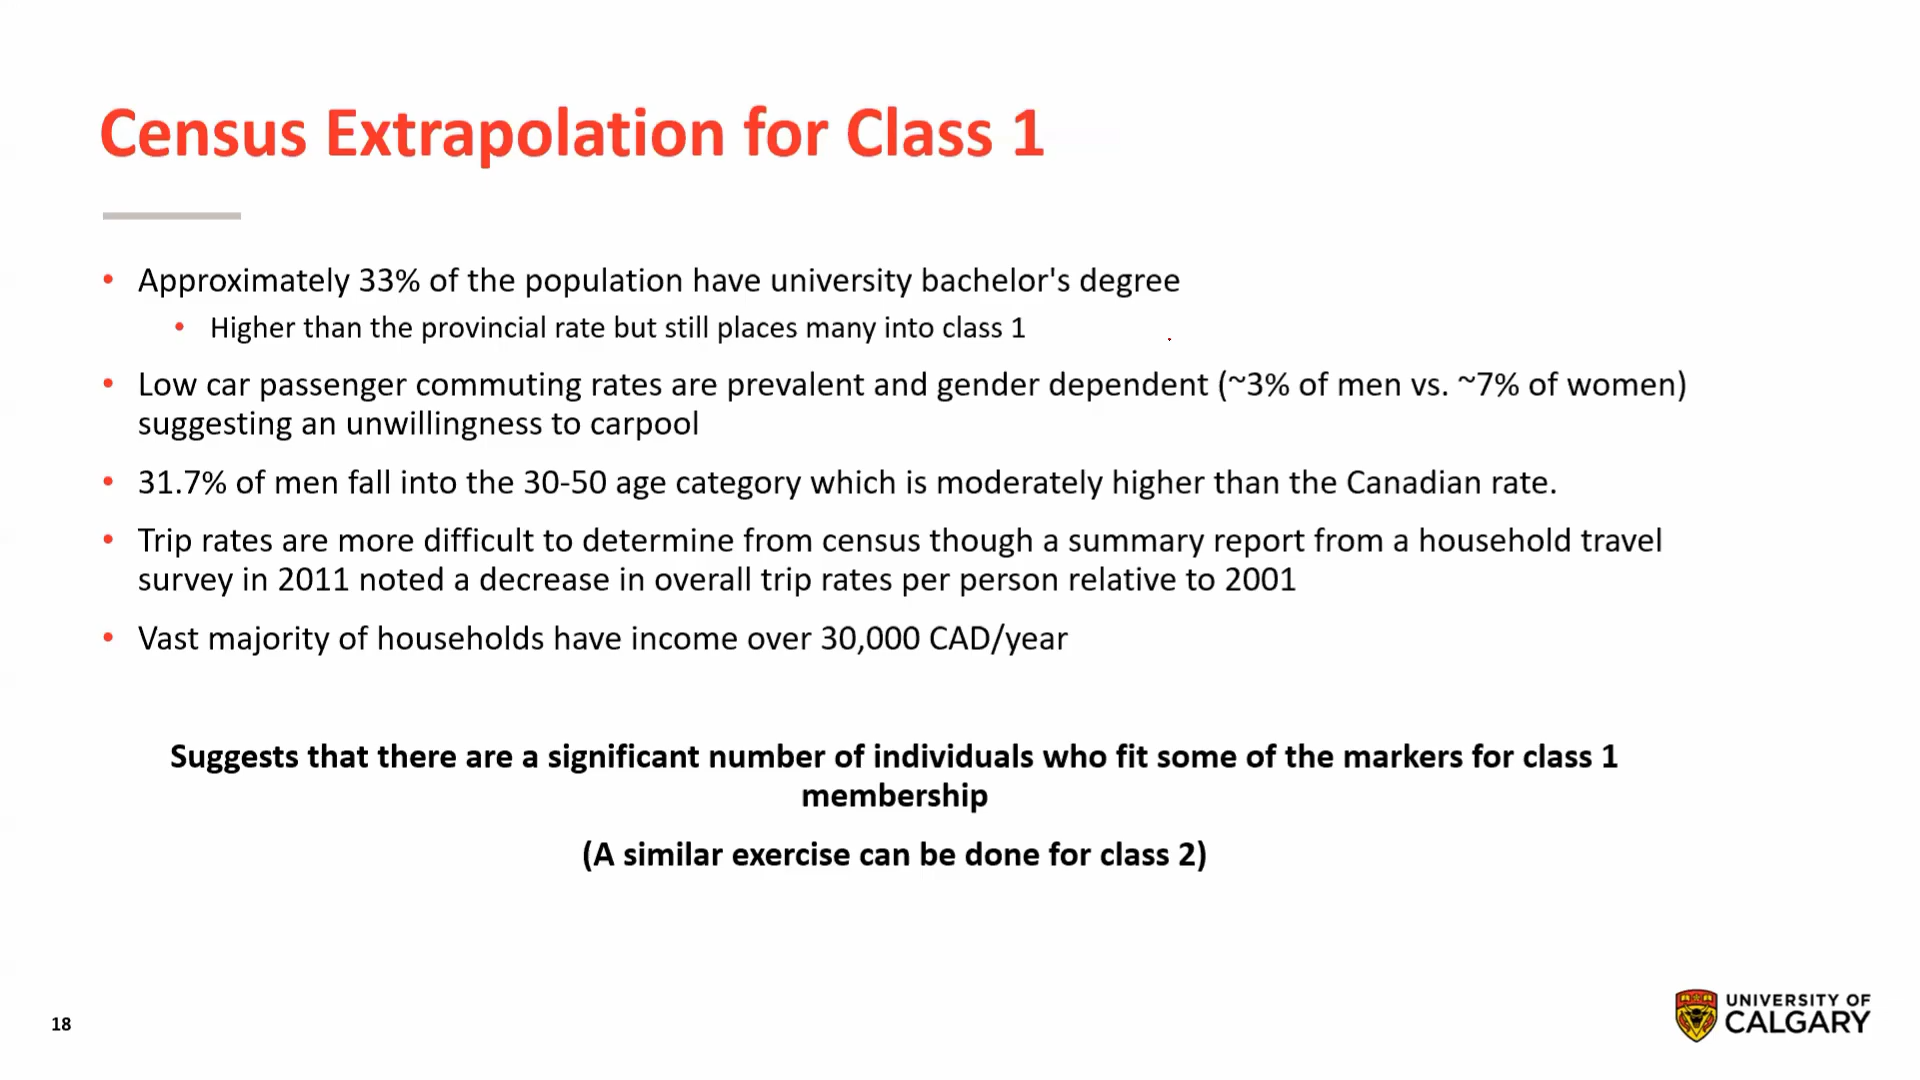 Census Extrapolation for Class 1
• Approximately 33% of the population have university bachelor's degree
• Higher than the provincial rate but still places many into class 1
• Low car passenger commuting rates are prevalent and gender dependent (~3% of men vs. ~7% of women)
suggesting an unwillingness to carpool
• 31.7% of men fall into the 30-50 age category which is moderately higher than the Canadian rate.
• Trip rates are more difficult to determine from census though a summary report from a household travel
survey in 2011 noted a decrease in overall trip rates per person relative to 2001
• Vast majority of households have income over 30,000 CAD/year
Suggests that there are a significant number of individuals who fit some of the markers for class 1
membership
(A similar exercise can be done for class 2)
18
UNIVERSITY OF
CALGARY